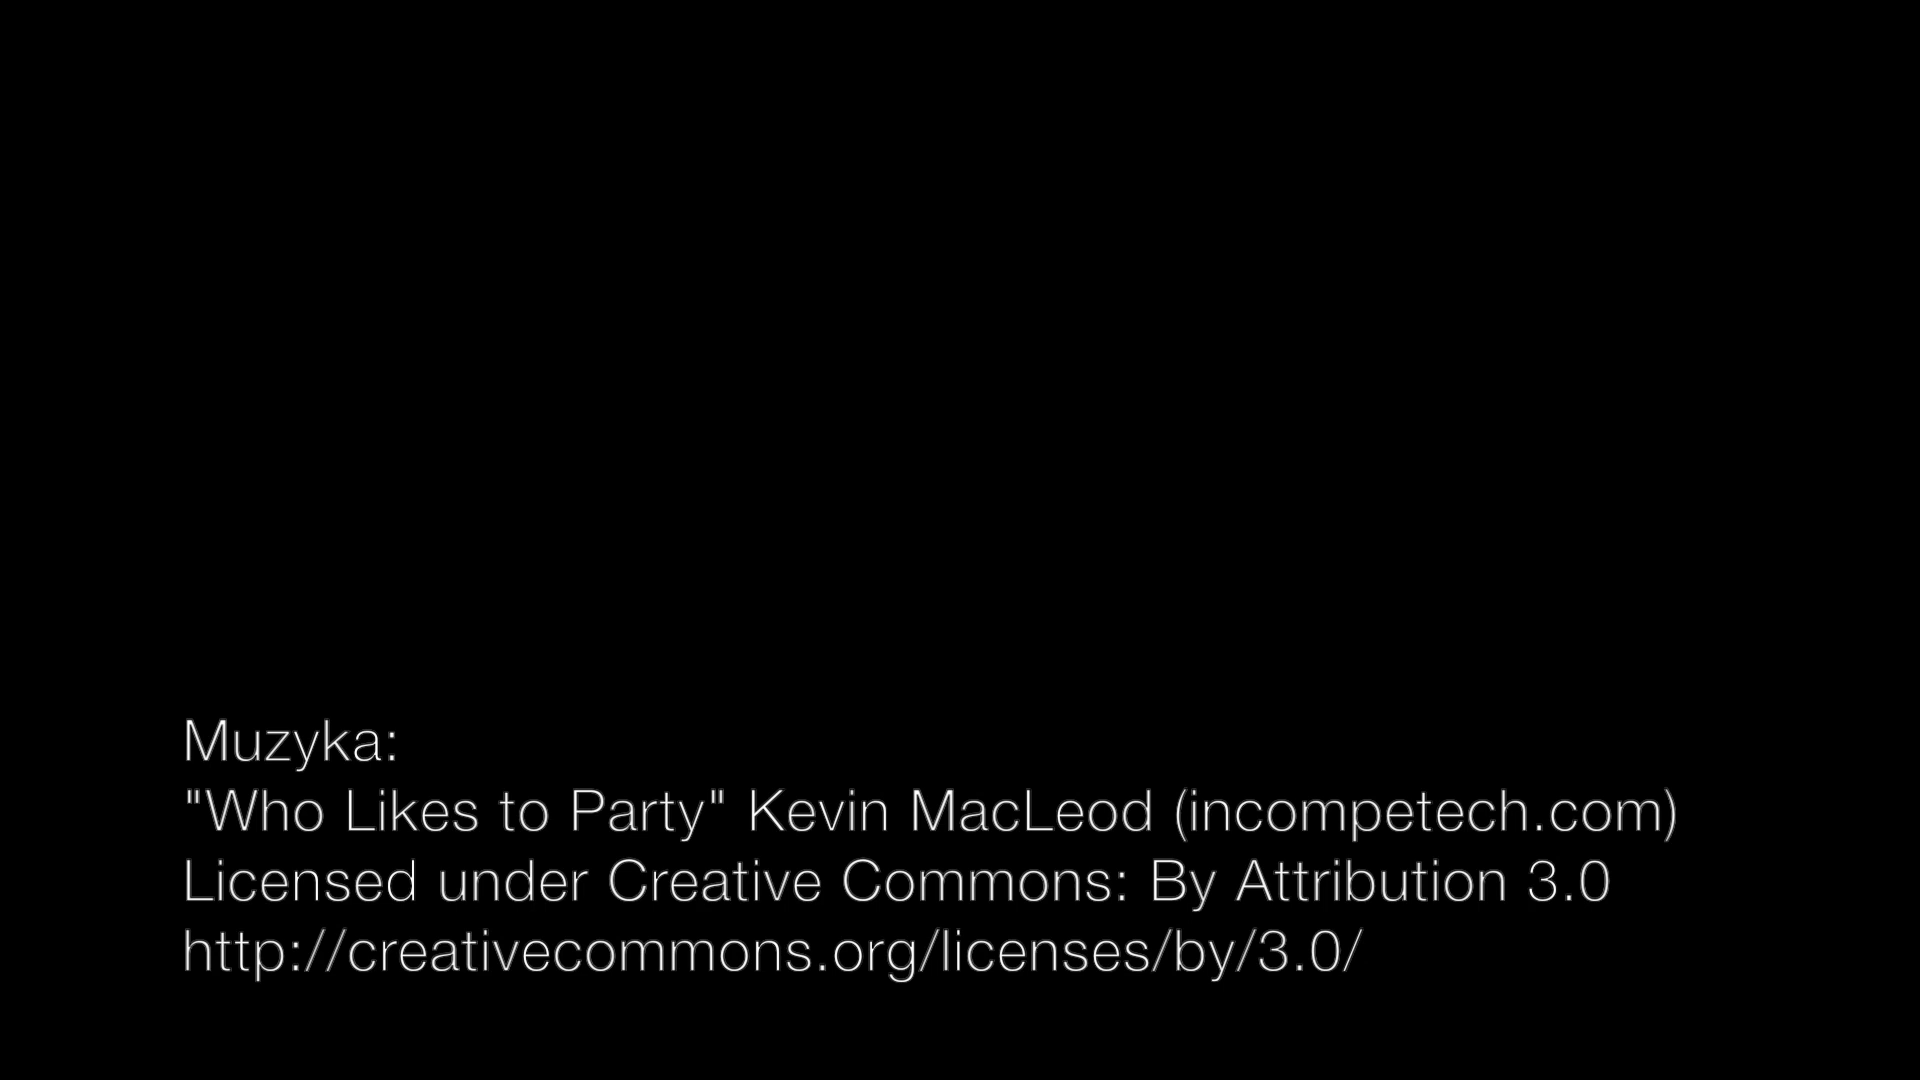 Muzyka:
"Who Likes to Party" Kevin MacLeod (incompetech.com)
Licensed under Creative Commons: By Attribution 3.0
http://creativecommons.org/licenses/by/3.0/